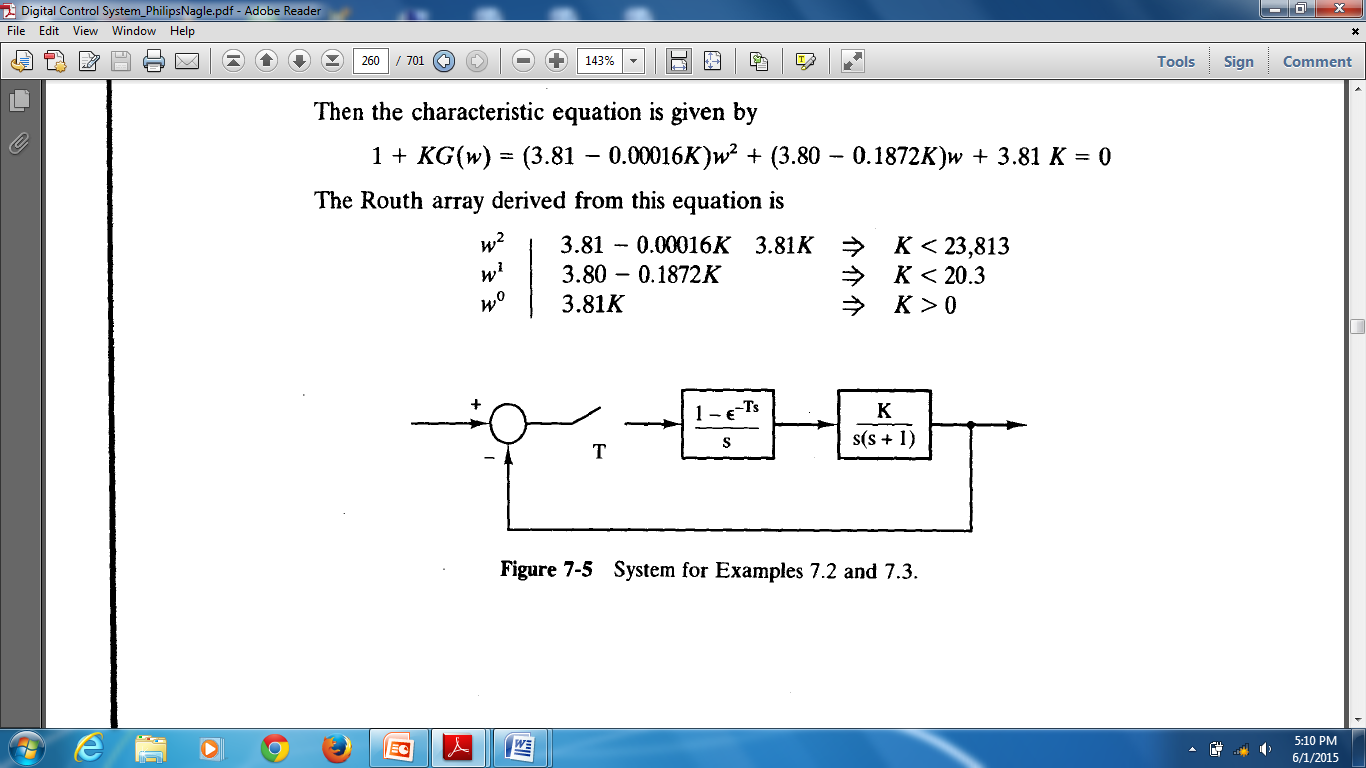 Digital Control System_PhilipsNagle.pdf - Adobe Reader
File Edit View Window Help
260 / 701 143% Tools Sign Comment
Then the characteristic equation is given by
1 + KG(w) = (3.81 − 0.00016K)w² + (3.80 − 0.1872K)w + 3.81 K = 0
The Routh array derived from this equation is
w² | 3.81 − 0.00016K 3.81K ⇒ K < 23,813
w¹ | 3.80 − 0.1872K ⇒ K < 20.3
w⁰ | 3.81K ⇒ K > 0
+
1 − ϵ^−Ts
s
K
s(s + 1)
−
T
Figure 7-5 System for Examples 7.2 and 7.3.
5:10 PM
6/1/2015